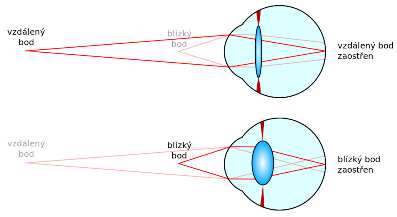 vzdálený
bod
blízký
bod
vzdálený bod
zaostřen
vzdálený
bod
blízký
bod
blízký bod
zaostřen